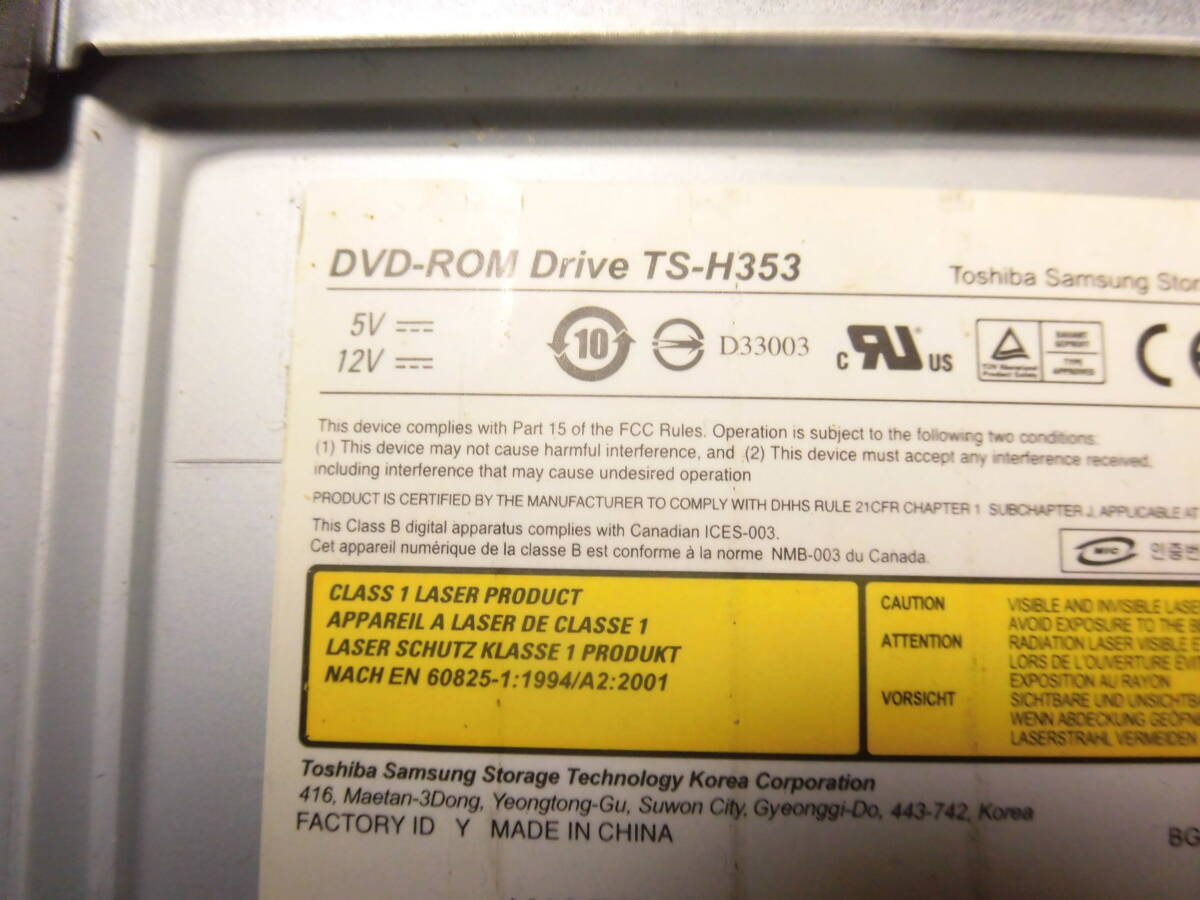 DVD-ROM Drive TS-H353
Toshiba Samsung Stor
5V
12V
10
D33003
C RU US
CE
This device complies with Part 15 of the FCC Rules. Operation is subject to the following two conditions:
(1) This device may not cause harmful interference, and (2) This device must accept any interference received,
including interference that may cause undesired operation
PRODUCT IS CERTIFIED BY THE MANUFACTURER TO COMPLY WITH DHHS RULE 21CFR CHAPTER 1 SUBCHAPTER J, APPLICABLE AT
This Class B digital apparatus complies with Canadian ICES-003.
Cet appareil numérique de la classe B est conforme à la norme NMB-003 du Canada.
MIC 인증번
CLASS 1 LASER PRODUCT
APPAREIL A LASER DE CLASSE 1
LASER SCHUTZ KLASSE 1 PRODUKT
NACH EN 60825-1:1994/A2:2001
CAUTION VISIBLE AND INVISIBLE LASE
AVOID EXPOSURE TO THE B
ATTENTION RADIATION LASER VISIBLE E
LORS DE L'OUVERTURE EVI
EXPOSITION AU RAYON
VORSICHT SICHTBARE UND UNSICHTB
WENN ABDECKUNG GEÖFN
LASERSTRAHL VERMEIDEN
Toshiba Samsung Storage Technology Korea Corporation
416, Maetan-3Dong, Yeongtong-Gu, Suwon City, Gyeonggi-Do, 443-742, Korea
FACTORY ID Y MADE IN CHINA
BG